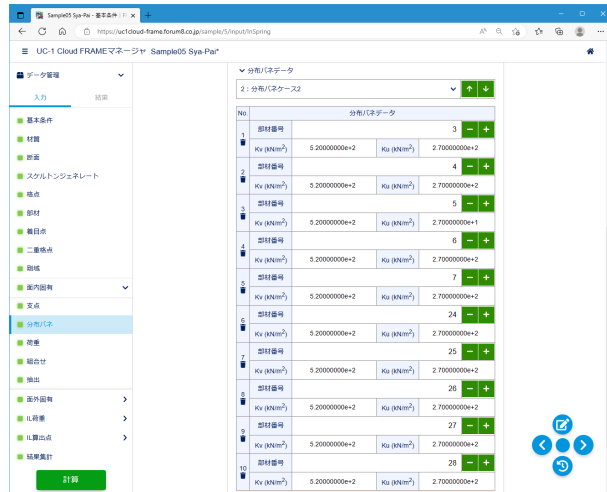 Sample05 Sya-Pai - 基本条件 | F
https://uc1cloud-frame.forum8.co.jp/sample/5/input/InSpring
UC-1 Cloud FRAMEマネージャ Sample05 Sya-Pai*
データ管理
入力 結果
基本条件
材質
断面
スケルトンジェネレート
格点
部材
着目点
二重格点
剛域
面内固有
支点
分布バネ
荷重
組合せ
抽出
面外固有
IL荷重
IL算出点
結果集計
計算
分布バネデータ
2：分布バネケース2
No. 分布バネデータ
1 部材番号 3
Kv (kN/m²) 5.20000000e+2 Ku (kN/m²) 2.70000000e+2
2 部材番号 4
Kv (kN/m²) 5.20000000e+2 Ku (kN/m²) 2.70000000e+2
3 部材番号 5
Kv (kN/m²) 5.20000000e+2 Ku (kN/m²) 2.70000000e+1
4 部材番号 6
Kv (kN/m²) 5.20000000e+2 Ku (kN/m²) 2.70000000e+2
5 部材番号 7
Kv (kN/m²) 5.20000000e+2 Ku (kN/m²) 2.70000000e+2
6 部材番号 24
Kv (kN/m²) 5.20000000e+2 Ku (kN/m²) 2.70000000e+2
7 部材番号 25
Kv (kN/m²) 5.20000000e+2 Ku (kN/m²) 2.70000000e+2
8 部材番号 26
Kv (kN/m²) 5.20000000e+2 Ku (kN/m²) 2.70000000e+2
9 部材番号 27
Kv (kN/m²) 5.20000000e+2 Ku (kN/m²) 2.70000000e+2
10 部材番号 28
Kv (kN/m²) 5.20000000e+2 Ku (kN/m²) 2.70000000e+2